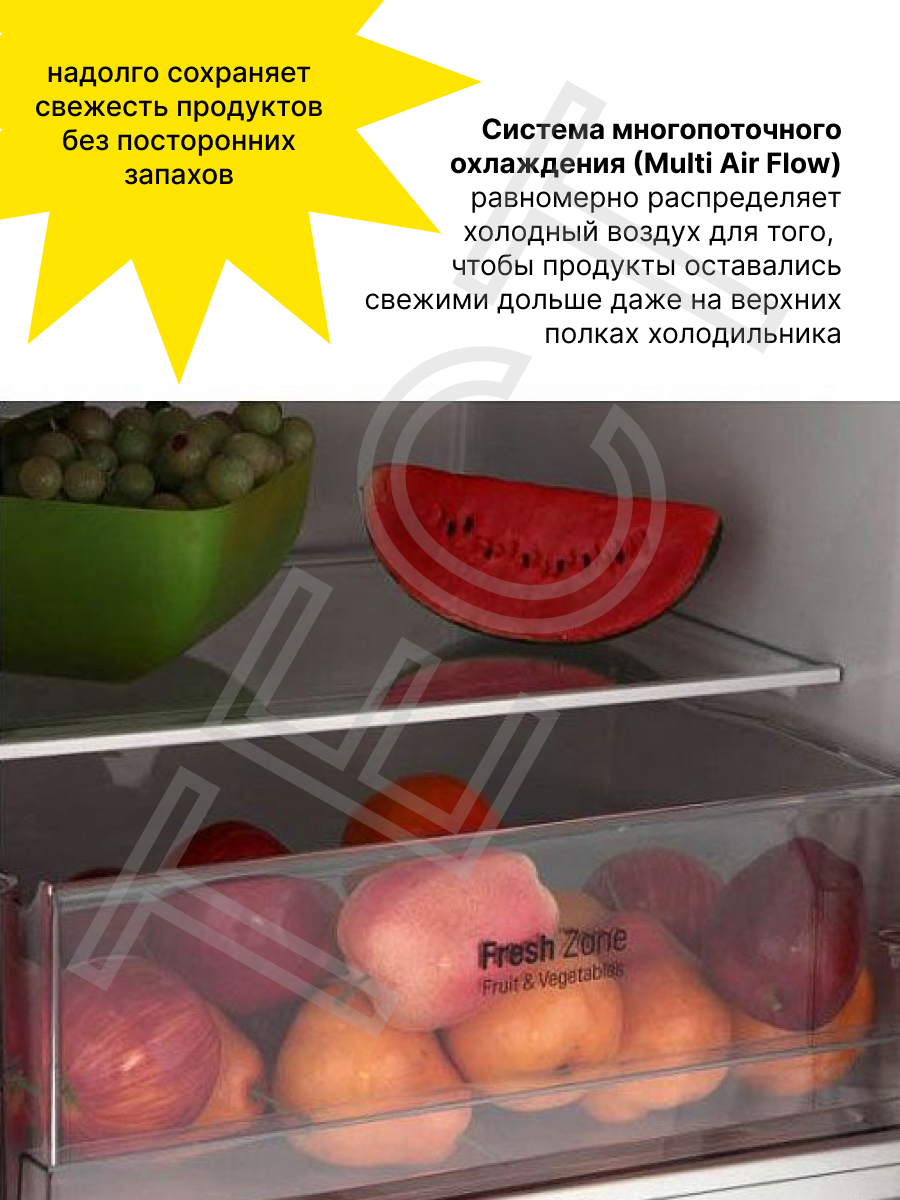 надолго сохраняет
свежесть продуктов
без посторонних
запахов
Система многопоточного
охлаждения (Multi Air Flow)
равномерно распределяет
холодный воздух для того,
чтобы продукты оставались
свежими дольше даже на верхних
полках холодильника
ТЕСТ
Fresh Zone
Fruit & Vegetables